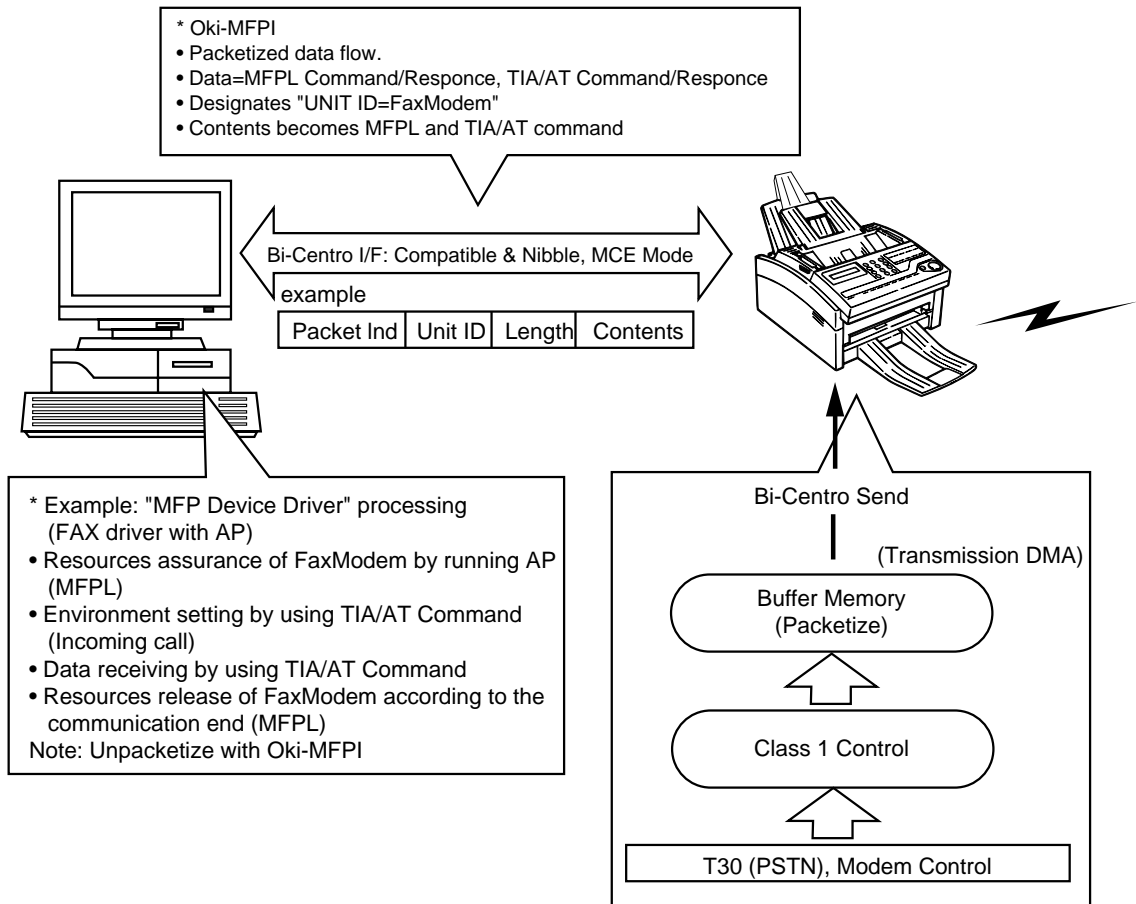 * Oki-MFPI
• Packetized data flow.
• Data=MFPL Command/Responce, TIA/AT Command/Responce
• Designates "UNIT ID=FaxModem"
• Contents becomes MFPL and TIA/AT command
Bi-Centro I/F: Compatible & Nibble, MCE Mode
example
Packet Ind Unit ID Length Contents
* Example: "MFP Device Driver" processing
(FAX driver with AP)
• Resources assurance of FaxModem by running AP
(MFPL)
• Environment setting by using TIA/AT Command
(Incoming call)
• Data receiving by using TIA/AT Command
• Resources release of FaxModem according to the
communication end (MFPL)
Note: Unpacketize with Oki-MFPI
Bi-Centro Send
(Transmission DMA)
Buffer Memory
(Packetize)
Class 1 Control
T30 (PSTN), Modem Control